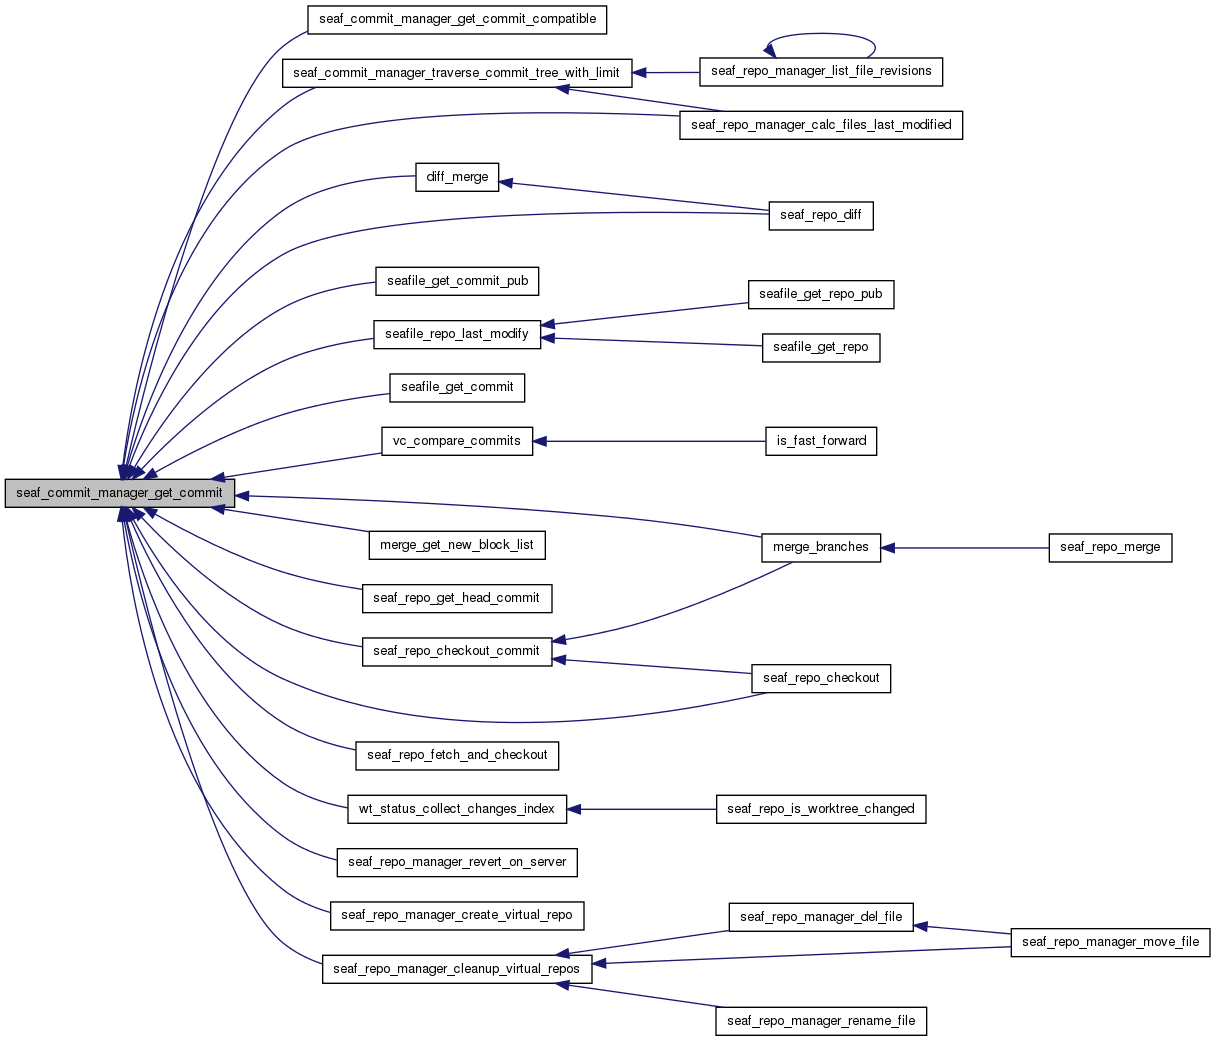 seaf_commit_manager_get_commit_compatible
seaf_commit_manager_traverse_commit_tree_with_limit
seaf_repo_manager_list_file_revisions
seaf_repo_manager_calc_files_last_modified
diff_merge
seaf_repo_diff
seafile_get_commit_pub
seafile_get_repo_pub
seafile_repo_last_modify
seafile_get_repo
seafile_get_commit
vc_compare_commits
is_fast_forward
seaf_commit_manager_get_commit
merge_get_new_block_list
merge_branches
seaf_repo_merge
seaf_repo_get_head_commit
seaf_repo_checkout_commit
seaf_repo_checkout
seaf_repo_fetch_and_checkout
wt_status_collect_changes_index
seaf_repo_is_worktree_changed
seaf_repo_manager_revert_on_server
seaf_repo_manager_create_virtual_repo
seaf_repo_manager_del_file
seaf_repo_manager_move_file
seaf_repo_manager_cleanup_virtual_repos
seaf_repo_manager_rename_file